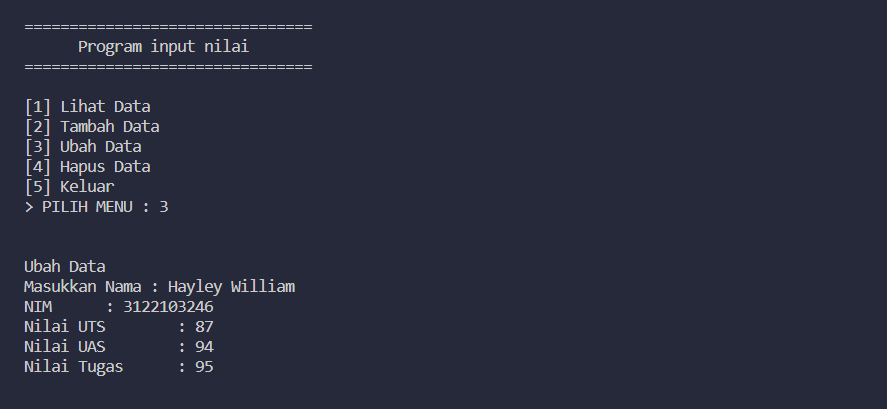 ================================
Program input nilai
================================
[1] Lihat Data
[2] Tambah Data
[3] Ubah Data
[4] Hapus Data
[5] Keluar
> PILIH MENU : 3
Ubah Data
Masukkan Nama : Hayley William
NIM : 3122103246
Nilai UTS : 87
Nilai UAS : 94
Nilai Tugas : 95